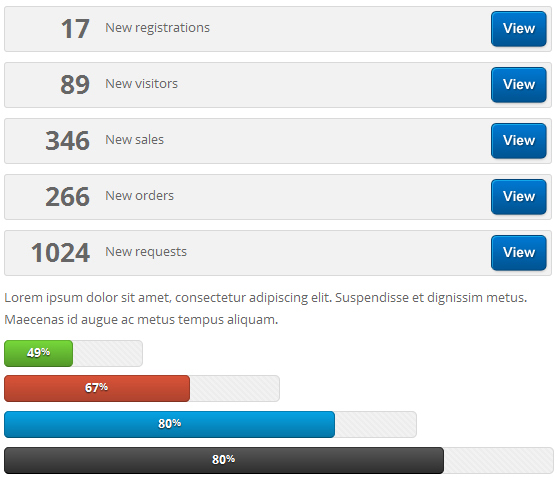 17 New registrations View
89 New visitors View
346 New sales View
266 New orders View
1024 New requests View
Lorem ipsum dolor sit amet, consectetur adipiscing elit. Suspendisse et dignissim metus.
Maecenas id augue ac metus tempus aliquam.
49%
67%
80%
80%